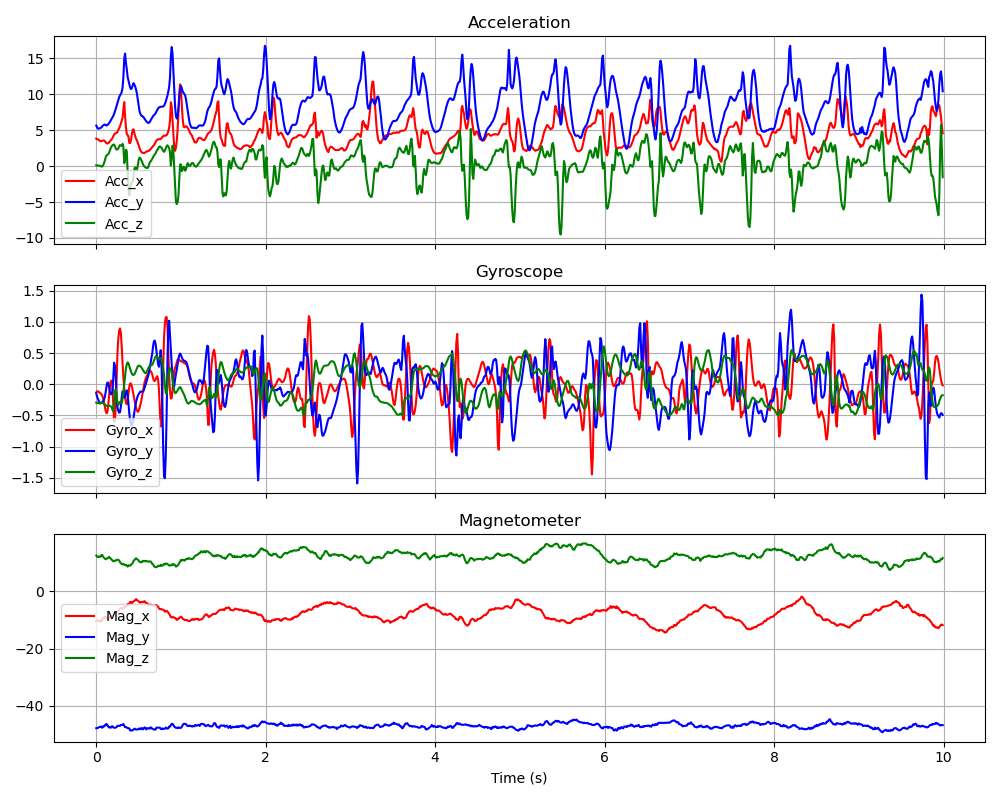 Acceleration
15
10
5
0
−5
−10
Acc_x
Acc_y
Acc_z
Gyroscope
1.5
1.0
0.5
0.0
−0.5
−1.0
−1.5
Gyro_x
Gyro_y
Gyro_z
Magnetometer
0
−20
−40
Mag_x
Mag_y
Mag_z
0 2 4 6 8 10
Time (s)